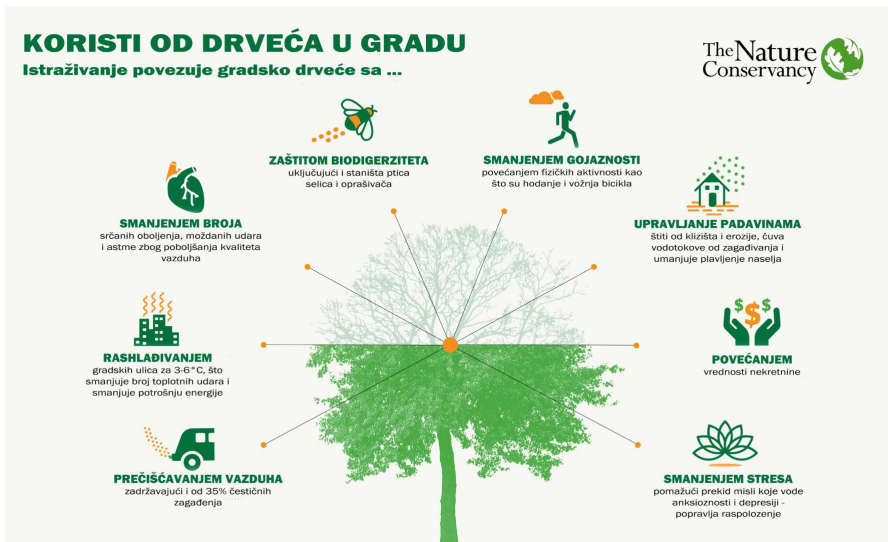 KORISTI OD DRVEĆA U GRADU
Istraživanje povezuje gradsko drveće sa ...
The Nature
Conservancy
ZAŠTITOM BIODIGERZITETA
uključujući i staništa ptica
selica i oprašivača
SMANJENJEM GOJAZNOSTI
povećanjem fizičkih aktivnosti kao
što su hodanje i vožnja bicikla
SMANJENJEM BROJA
srčanih oboljenja, moždanih udara
i astme zbog poboljšanja kvaliteta
vazduha
UPRAVLJANJE PADAVINAMA
štiti od klizišta i erozije, čuva
vodotokove od zagađivanja i
umanjuje plavljenje naselja
RASHLAĐIVANJEM
gradskih ulica za 3-6°C, što
smanjuje broj toplotnih udara i
smanjuje potrošnju energije
$ $ $
POVEĆANJEM
vrednosti nekretnine
PREČIŠĆAVANJEM VAZDUHA
zadržavajući i od 35% čestičnih
zagađenja
SMANJENJEM STRESA
pomažući prekid misli koje vode
anksioznosti i depresiji -
popravlja raspolozenje